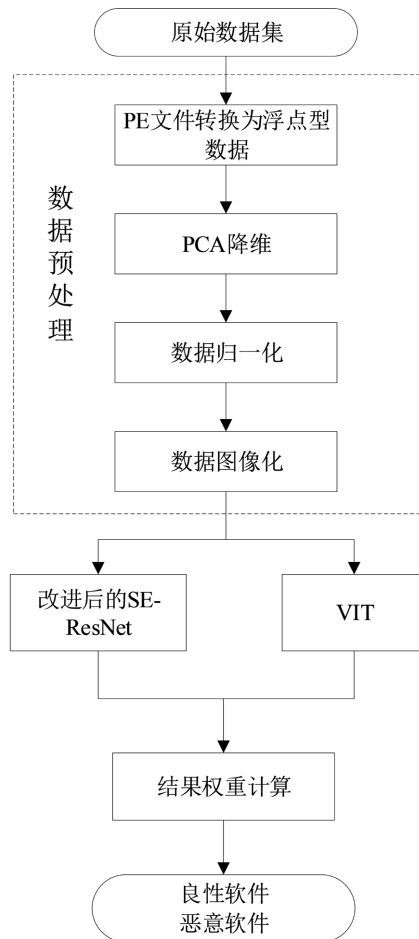 原始数据集
PE文件转换为浮点型
数据
数
据
预
处
理
PCA降维
数据归一化
数据图像化
改进后的SE-
ResNet
VIT
结果权重计算
良性软件
恶意软件